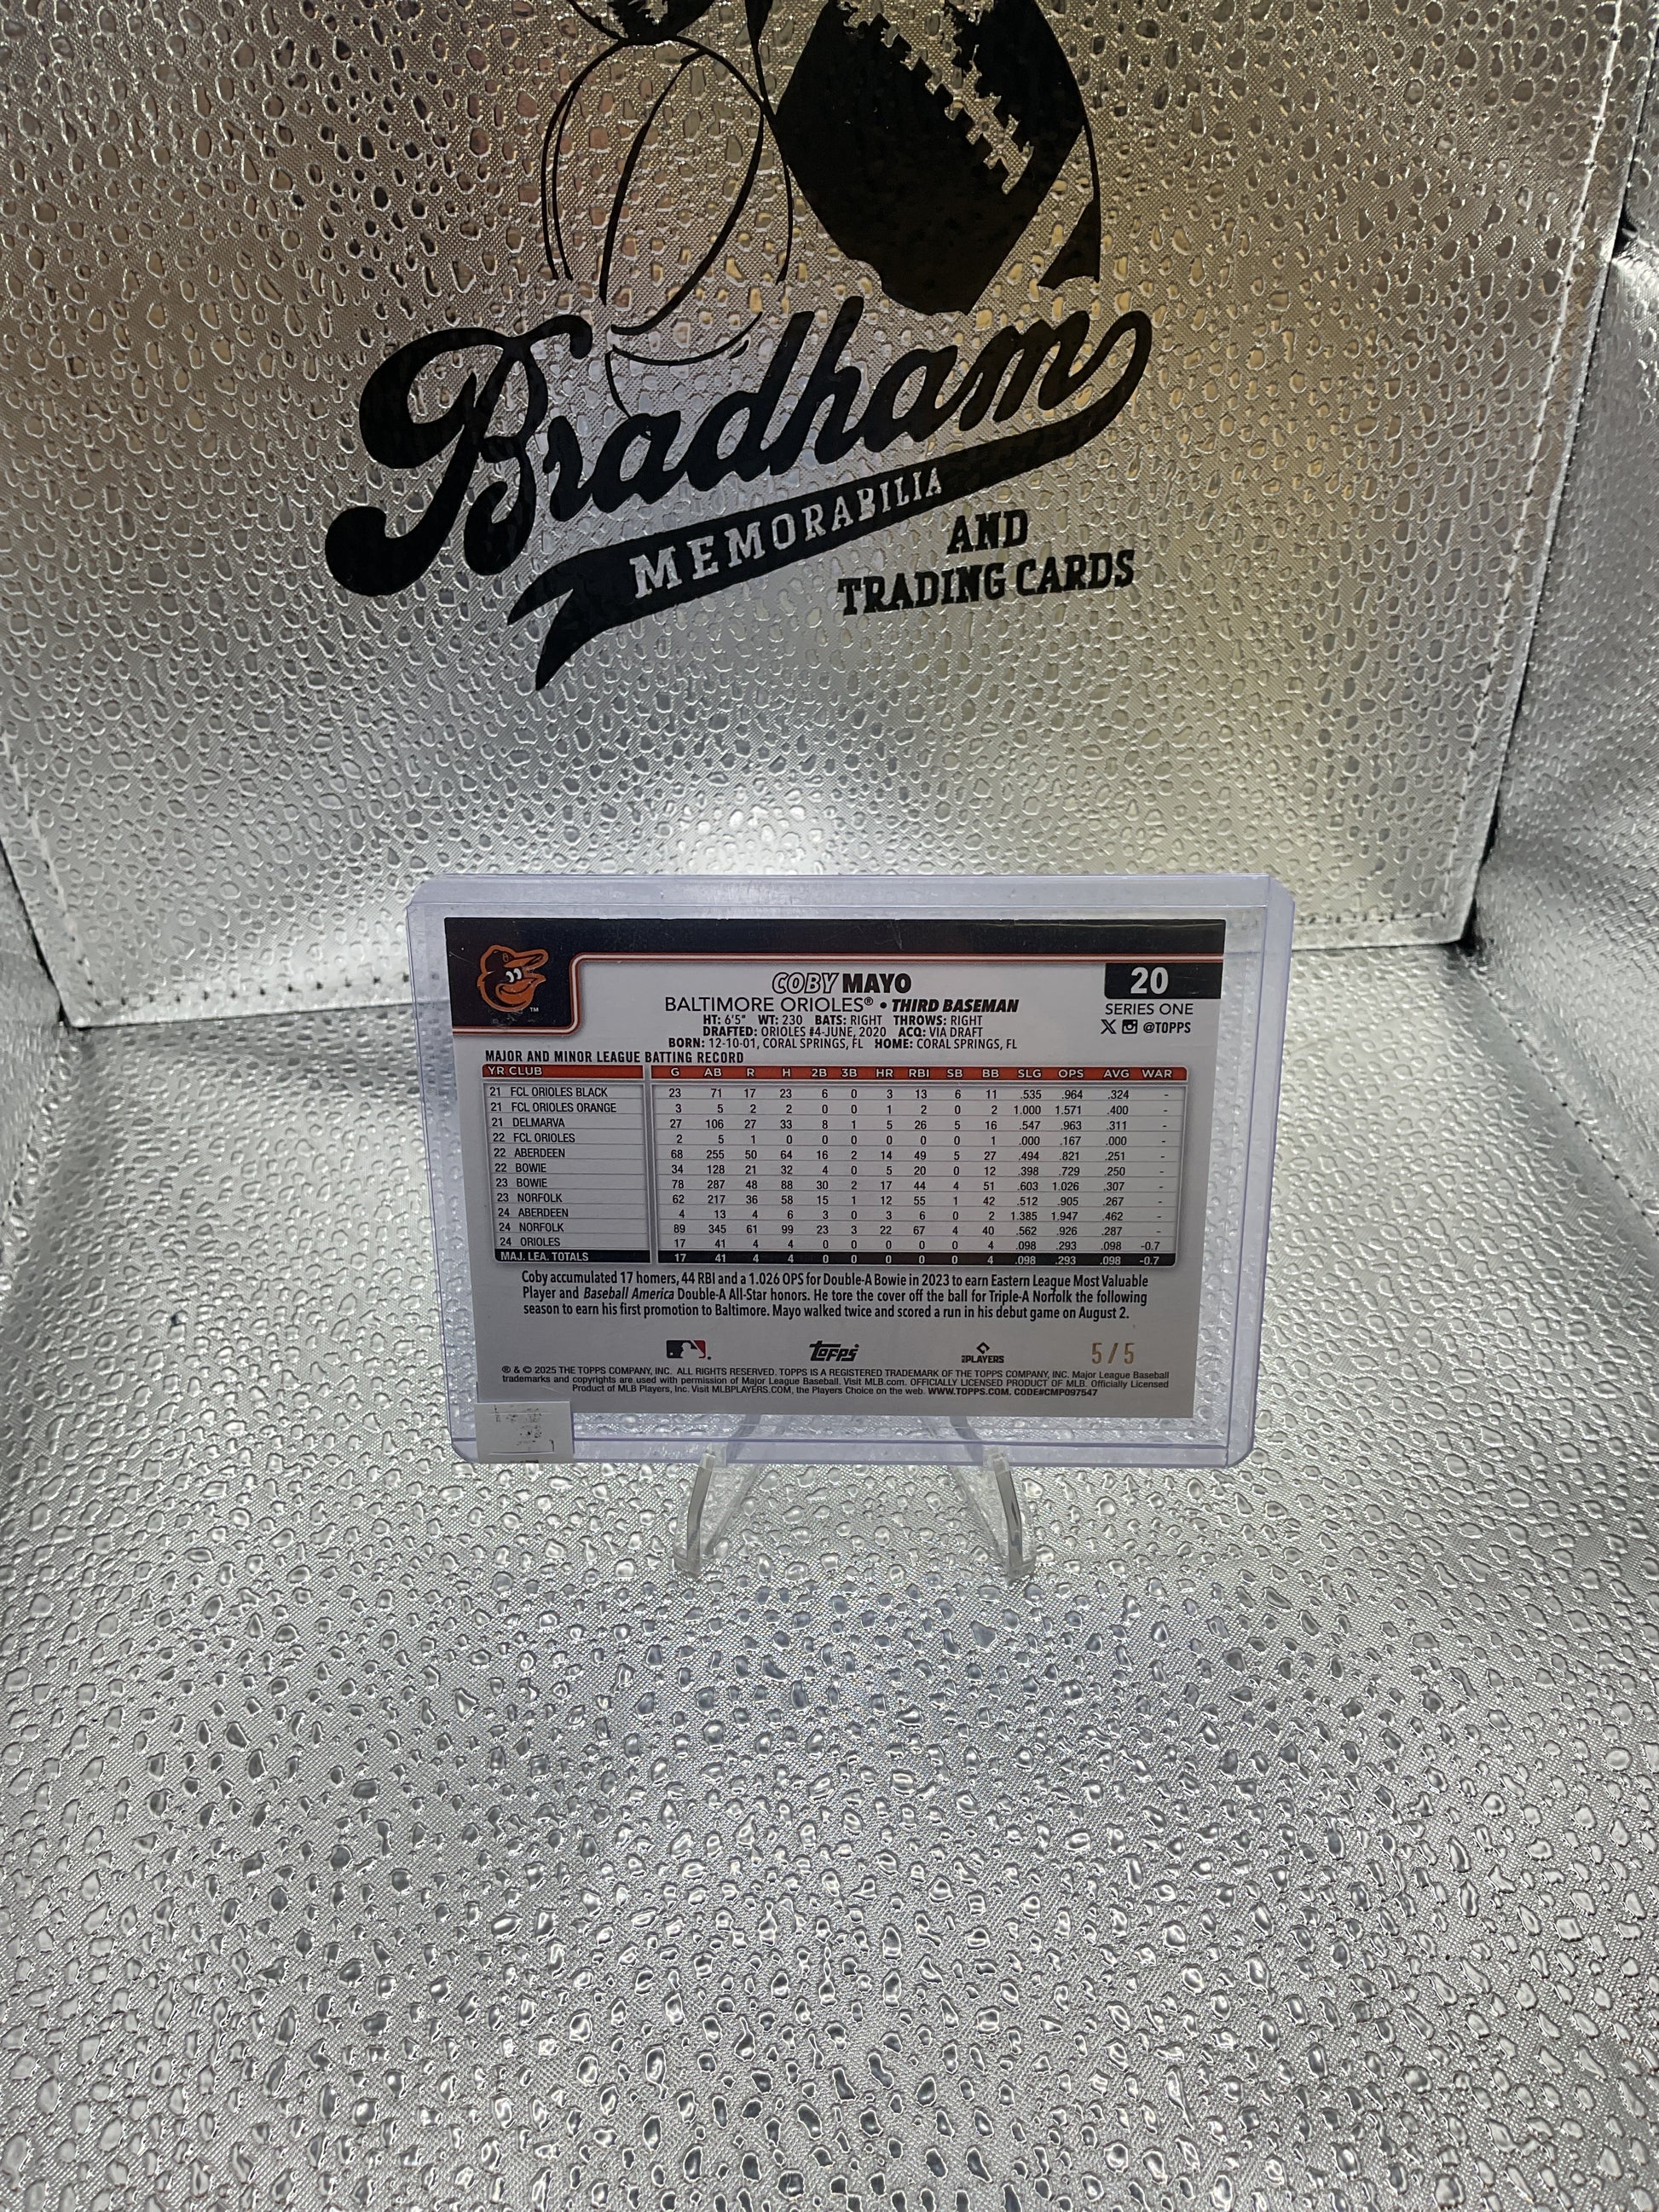 Bradham
MEMORABILIA
AND
TRADING CARDS
COBY MAYO
20
BALTIMORE ORIOLES® • THIRD BASEMAN
SERIES ONE
HT: 6'5" WT: 230 BATS: RIGHT THROWS: RIGHT
@TOPPS
DRAFTED: ORIOLES #4-JUNE, 2020 ACQ: VIA DRAFT
BORN: 12-10-01, CORAL SPRINGS, FL HOME: CORAL SPRINGS, FL
MAJOR AND MINOR LEAGUE BATTING RECORD
YR CLUB G AB R H 2B 3B HR RBI SB BB SLG OPS AVG WAR
21 FCL ORIOLES BLACK 23 71 17 23 6 0 3 13 6 11 .535 .964 .324 -
21 FCL ORIOLES ORANGE 3 5 2 2 0 0 1 2 0 2 1.000 1.571 .400 -
21 DELMARVA 27 106 27 33 8 1 5 26 5 16 .547 .963 .311 -
22 FCL ORIOLES 2 5 1 0 0 0 0 0 0 1 .000 .167 .000 -
22 ABERDEEN 68 255 50 64 16 2 14 49 5 27 .494 .821 .251 -
22 BOWIE 34 128 21 32 4 0 5 20 0 12 .398 .729 .250 -
23 BOWIE 78 287 48 88 30 2 17 44 4 51 .603 1.026 .307 -
23 NORFOLK 62 217 36 58 15 1 12 55 1 42 .512 .905 .267 -
24 ABERDEEN 4 13 4 6 3 0 3 6 0 2 1.385 1.947 .462 -
24 NORFOLK 89 345 61 99 23 3 22 67 4 40 .562 .926 .287 -
24 ORIOLES 17 41 4 4 0 0 0 0 0 4 .098 .293 .098 -0.7
MAJ. LEA. TOTALS 17 41 4 4 0 0 0 0 0 4 .098 .293 .098 -0.7
Coby accumulated 17 homers, 44 RBI and a 1.026 OPS for Double-A Bowie in 2023 to earn Eastern League Most Valuable
Player and Baseball America Double-A All-Star honors. He tore the cover off the ball for Triple-A Norfolk the following
season to earn his first promotion to Baltimore. Mayo walked twice and scored a run in his debut game on August 2.
Topps
PLAYERS
5/5
® & © 2025 THE TOPPS COMPANY, INC. ALL RIGHTS RESERVED. TOPPS IS A REGISTERED TRADEMARK OF THE TOPPS COMPANY, INC. Major League Baseball
trademarks and copyrights are used with permission of Major League Baseball. Visit MLB.com. OFFICIALLY LICENSED PRODUCT OF MLB. Officially Licensed
Product of MLB Players, Inc. Visit MLBPLAYERS.COM, the Players Choice on the web. WWW.TOPPS.COM. CODE#CMP097547